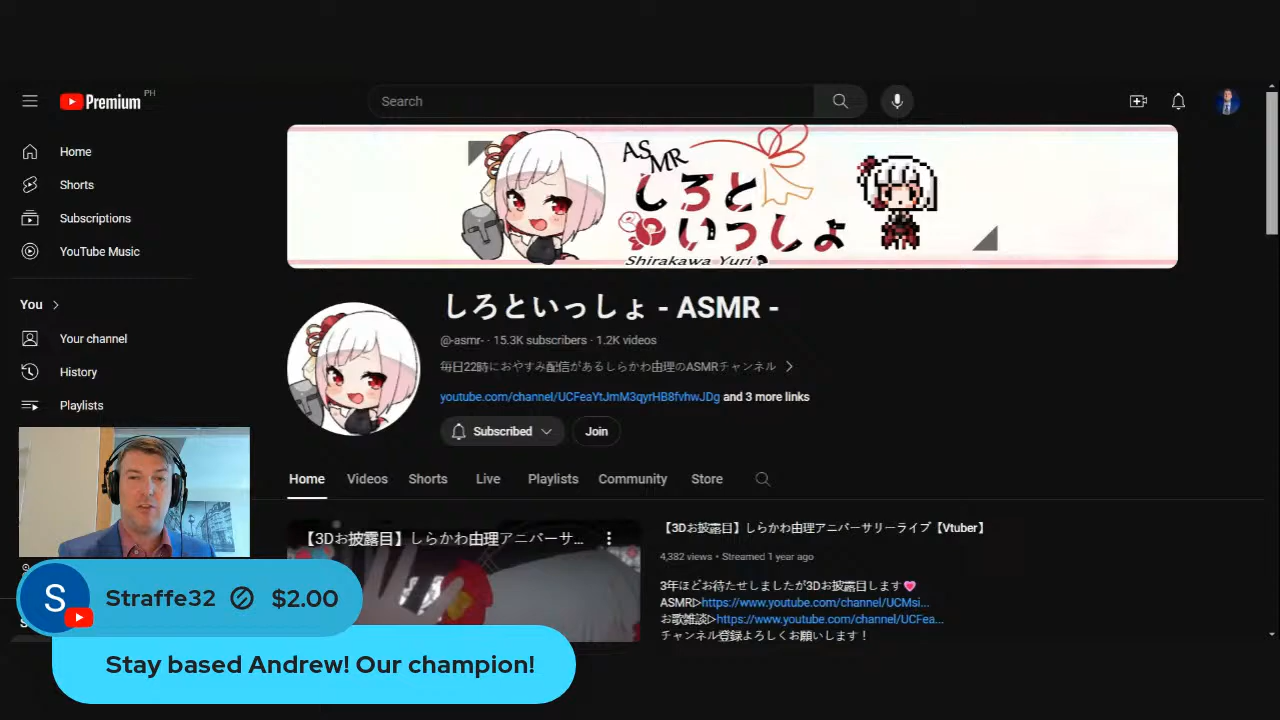 Premium PH
Search
Home
Shorts
Subscriptions
YouTube Music
You
Your channel
History
Playlists
ASMR
しろと
いっしょ
Shirakawa Yuri
しろといっしょ - ASMR -
@-asmr- · 15.3K subscribers · 1.2K videos
毎日22時におやすみ配信があるしらかわ由理のASMRチャンネル
youtube.com/channel/UCFeaYtJmM3qyrHB8fvhwJDg and 3 more links
Subscribed
Join
Home Videos Shorts Live Playlists Community Store
【3Dお披露目】しらかわ由理アニバーサ...
【3Dお披露目】しらかわ由理アニバーサリーライブ【Vtuber】
4,382 views • Streamed 1 year ago
3年ほどお待たせしましたが3Dお披露目します💗
ASMR▷https://www.youtube.com/channel/UCMsi...
お歌雑談▷https://www.youtube.com/channel/UCFea...
チャンネル登録よろしくお願いします！
S
Straffe32 $2.00
Stay based Andrew! Our champion!